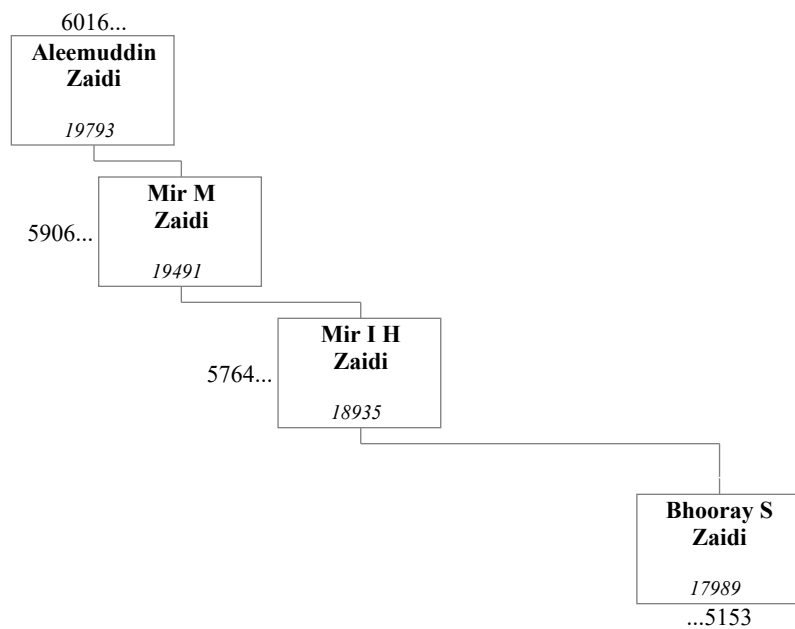 6016...
Aleemuddin
Zaidi
19793
Mir M
Zaidi
5906...
19491
Mir I H
Zaidi
5764...
18935
Bhooray S
Zaidi
17989
...5153